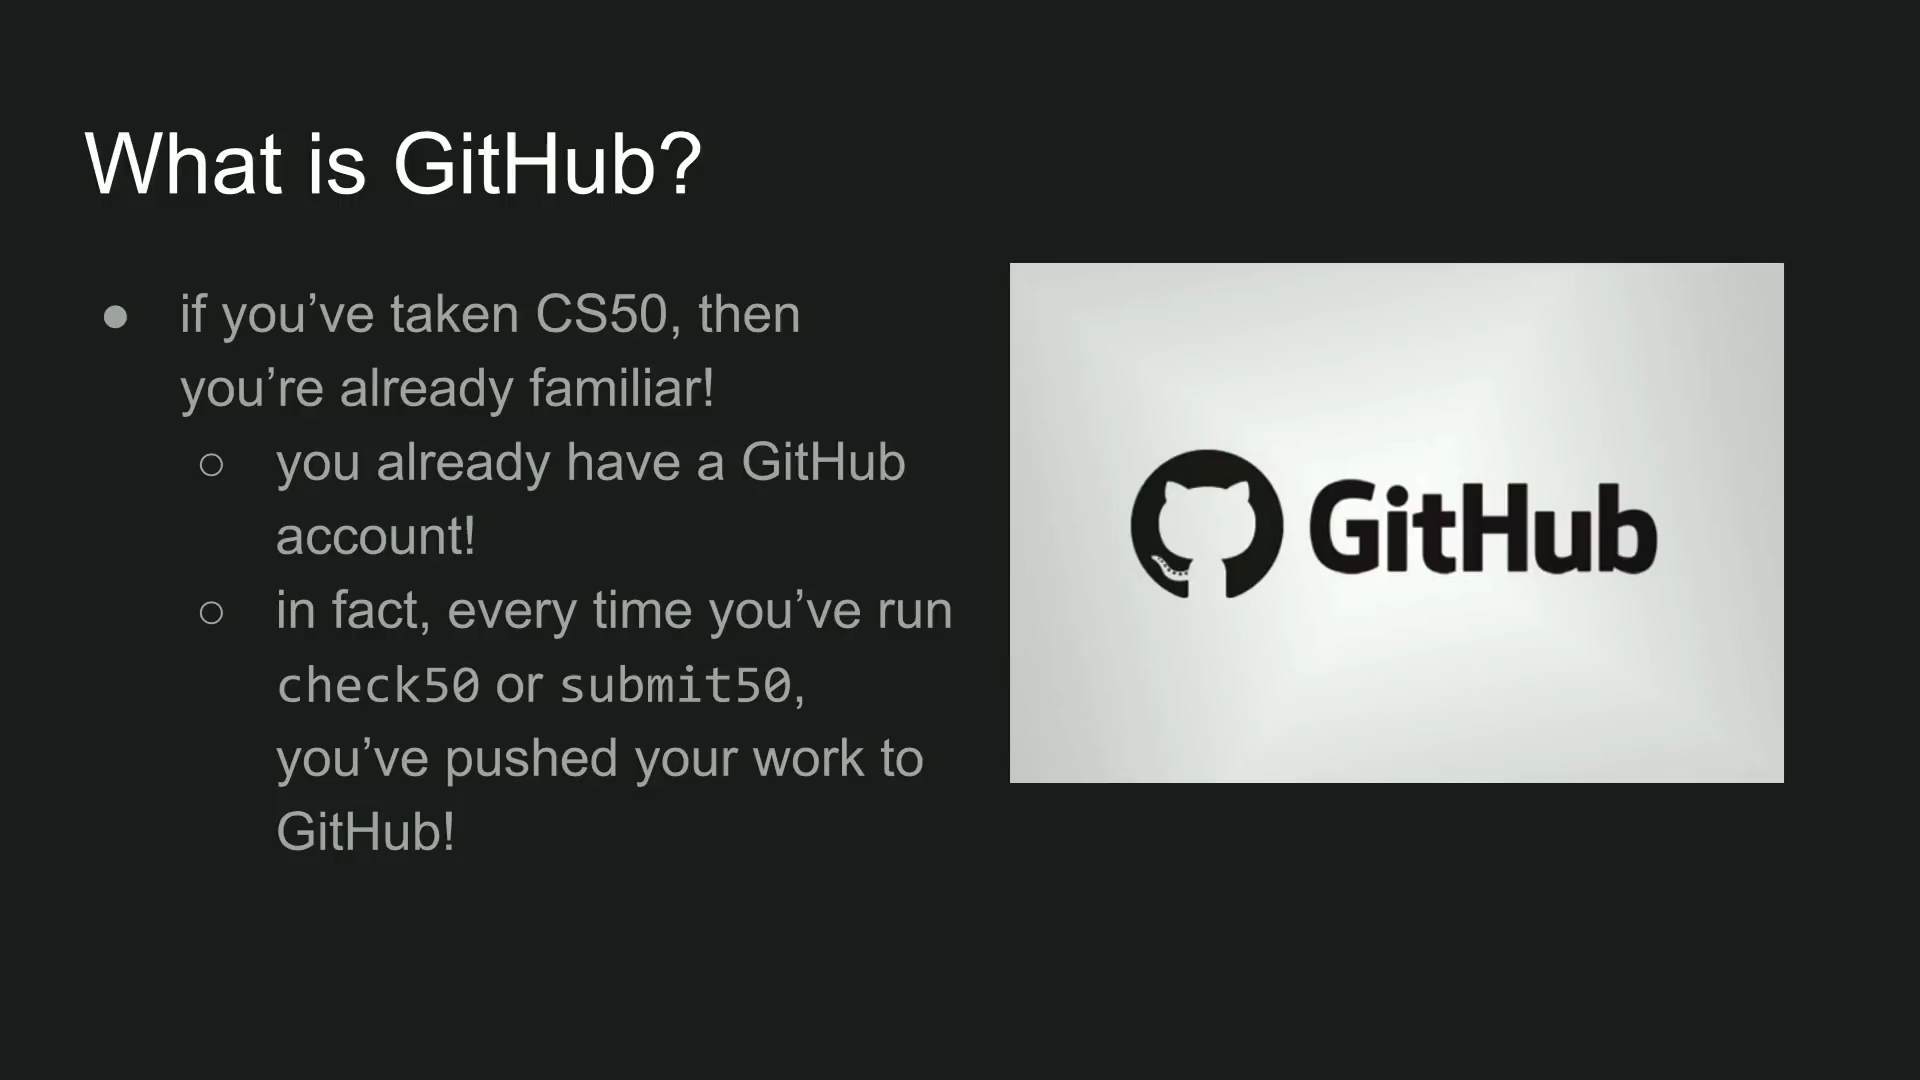 What is GitHub?
● if you’ve taken CS50, then
you’re already familiar!
○ you already have a GitHub
account!
○ in fact, every time you’ve run
check50 or submit50,
you’ve pushed your work to
GitHub!
GitHub